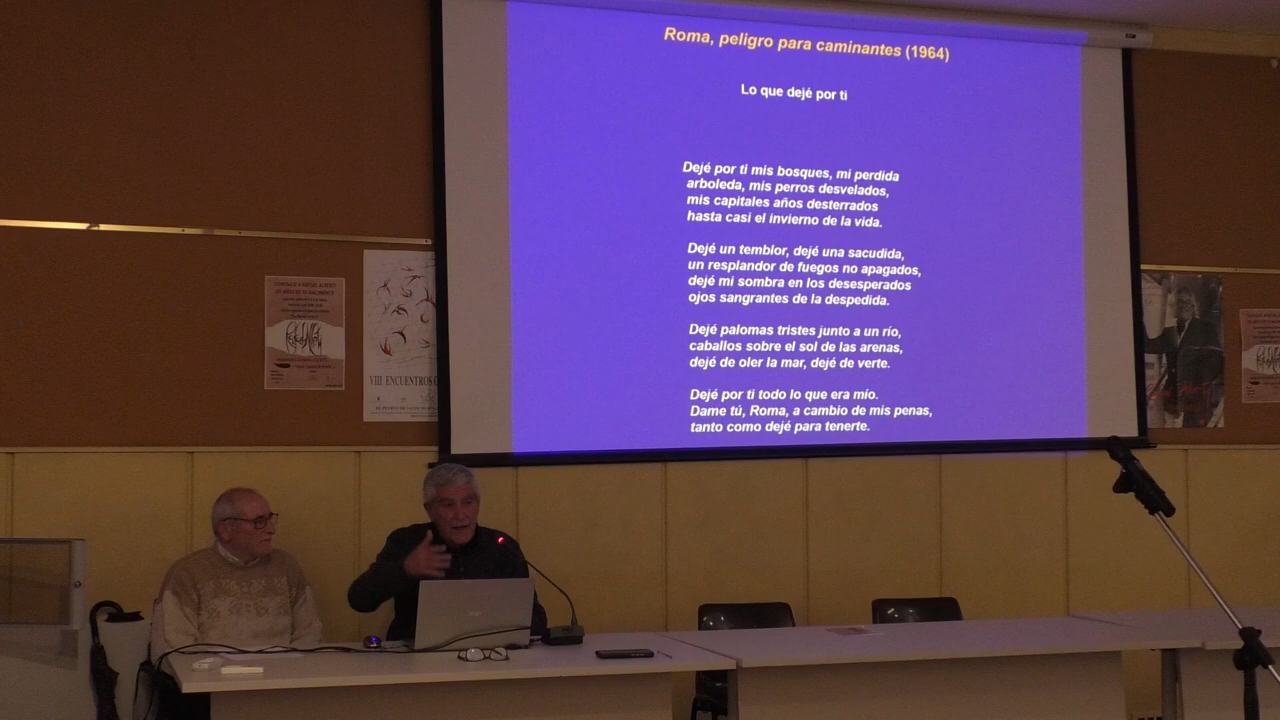 Roma, peligro para caminantes (1964)
Lo que dejé por ti
Dejé por ti mis bosques, mi perdida
arboleda, mis perros desvelados,
mis capitales años desterrados
hasta casi el invierno de la vida.
Dejé un temblor, dejé una sacudida,
un resplandor de fuegos no apagados,
dejé mi sombra en los desesperados
ojos sangrantes de la despedida.
Dejé palomas tristes junto a un río,
caballos sobre el sol de las arenas,
dejé de oler la mar, dejé de verte.
Dejé por ti todo lo que era mío.
Dame tú, Roma, a cambio de mis penas,
tanto como dejé para tenerte.
VIII ENCUENTROS